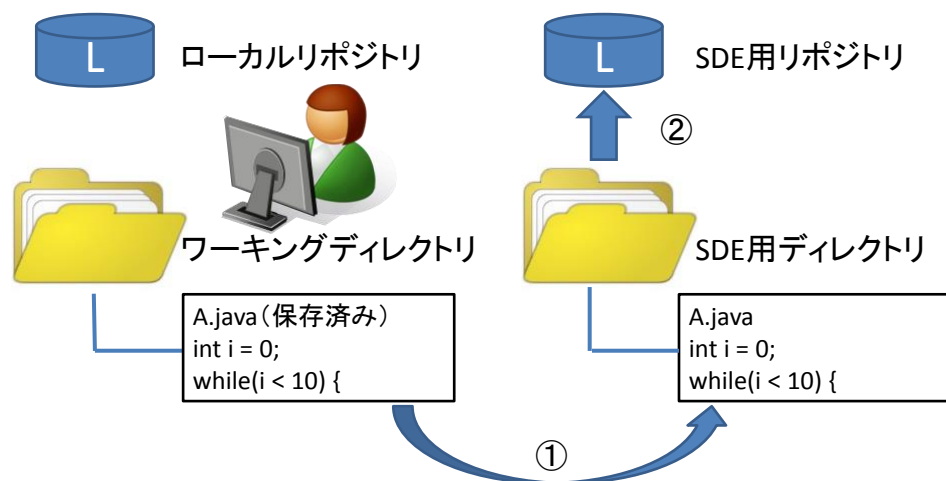 L
ローカルリポジトリ
L
SDE用リポジトリ
②
ワーキングディレクトリ
SDE用ディレクトリ
A.java(保存済み)
int i = 0;
while(i < 10) {
A.java
int i = 0;
while(i < 10) {
①